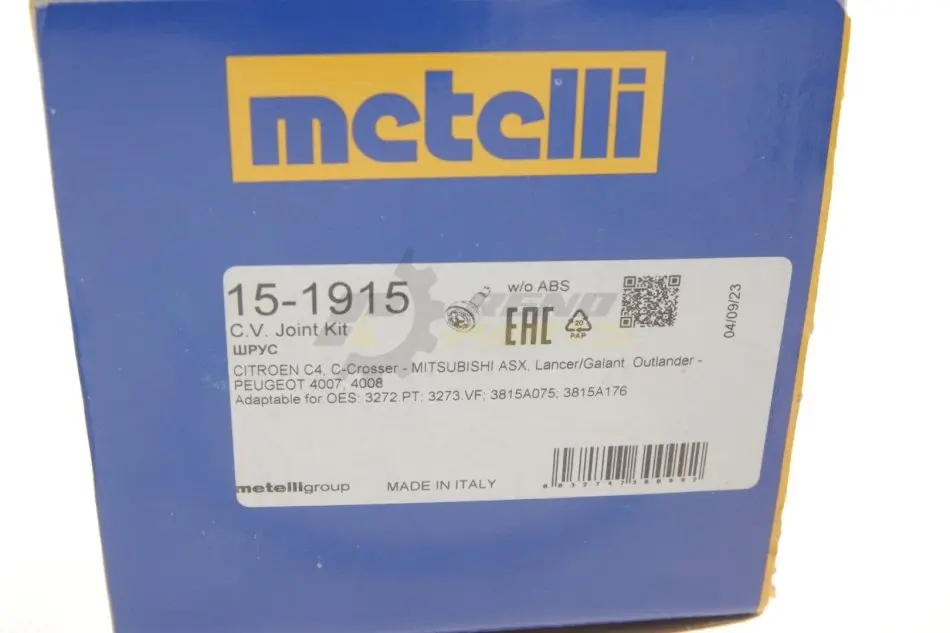 metelli
15-1915
w/o ABS
C.V. Joint Kit
ШРУС
EAC
20
PAP
04/09/23
CITROEN C4, C-Crosser - MITSUBISHI ASX, Lancer/Galant, Outlander -
PEUGEOT 4007, 4008
Adaptable for OES: 3272.PT; 3273.VF; 3815A075; 3815A176
metelligroup
MADE IN ITALY